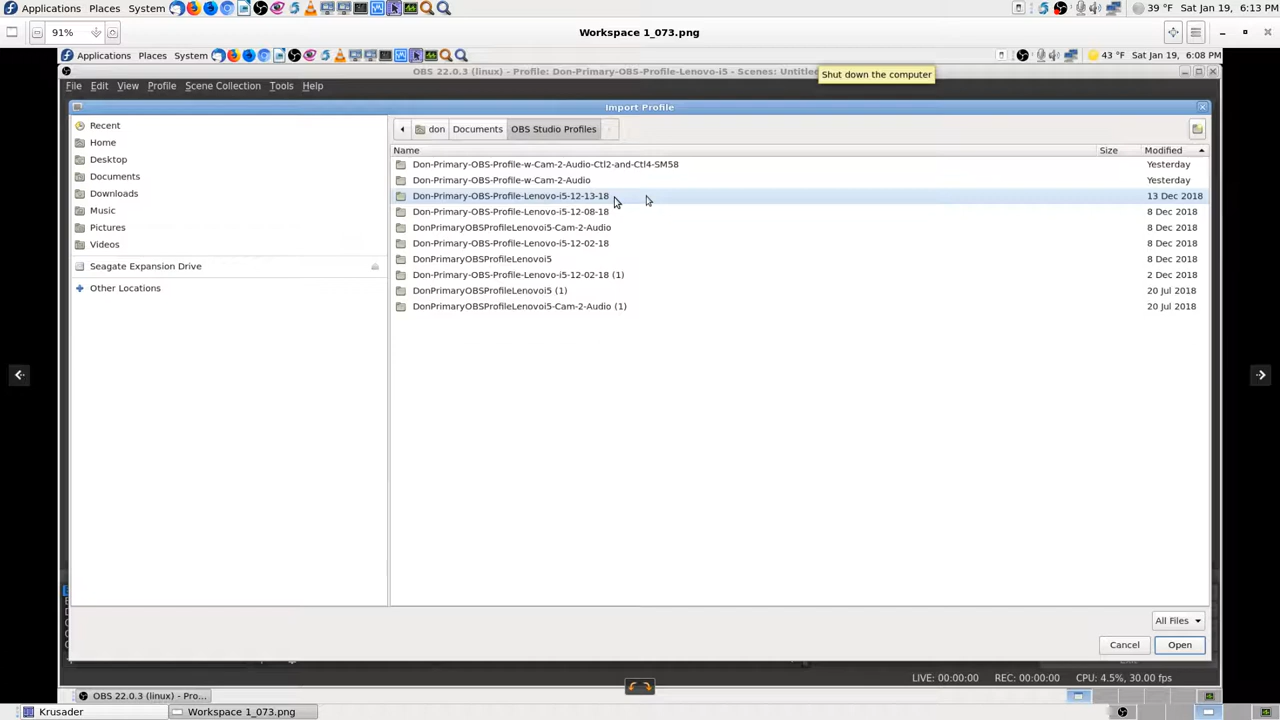 Applications Places System 39 °F Sat Jan 19, 6:13 PM
91% Workspace 1_073.png
Applications Places System 43 °F Sat Jan 19, 6:08 PM
OBS 22.0.3 (linux) - Profile: Don-Primary-OBS-Profile-Lenovo-i5 - Scenes: Untitle
Shut down the computer
File Edit View Profile Scene Collection Tools Help
Import Profile
Recent
Home
Desktop
Documents
Downloads
Music
Pictures
Videos
Seagate Expansion Drive
Other Locations
don Documents OBS Studio Profiles
Name Size Modified
Don-Primary-OBS-Profile-w-Cam-2-Audio-Ctl2-and-Ctl4-SM58 Yesterday
Don-Primary-OBS-Profile-w-Cam-2-Audio Yesterday
Don-Primary-OBS-Profile-Lenovo-i5-12-13-18 13 Dec 2018
Don-Primary-OBS-Profile-Lenovo-i5-12-08-18 8 Dec 2018
DonPrimaryOBSProfileLenovoi5-Cam-2-Audio 8 Dec 2018
Don-Primary-OBS-Profile-Lenovo-i5-12-02-18 8 Dec 2018
DonPrimaryOBSProfileLenovoi5 8 Dec 2018
Don-Primary-OBS-Profile-Lenovo-i5-12-02-18 (1) 2 Dec 2018
DonPrimaryOBSProfileLenovoi5 (1) 20 Jul 2018
DonPrimaryOBSProfileLenovoi5-Cam-2-Audio (1) 20 Jul 2018
All Files
Cancel Open
LIVE: 00:00:00 REC: 00:00:00 CPU: 4.5%, 30.00 fps
OBS 22.0.3 (linux) - Pro...
Krusader Workspace 1_073.png